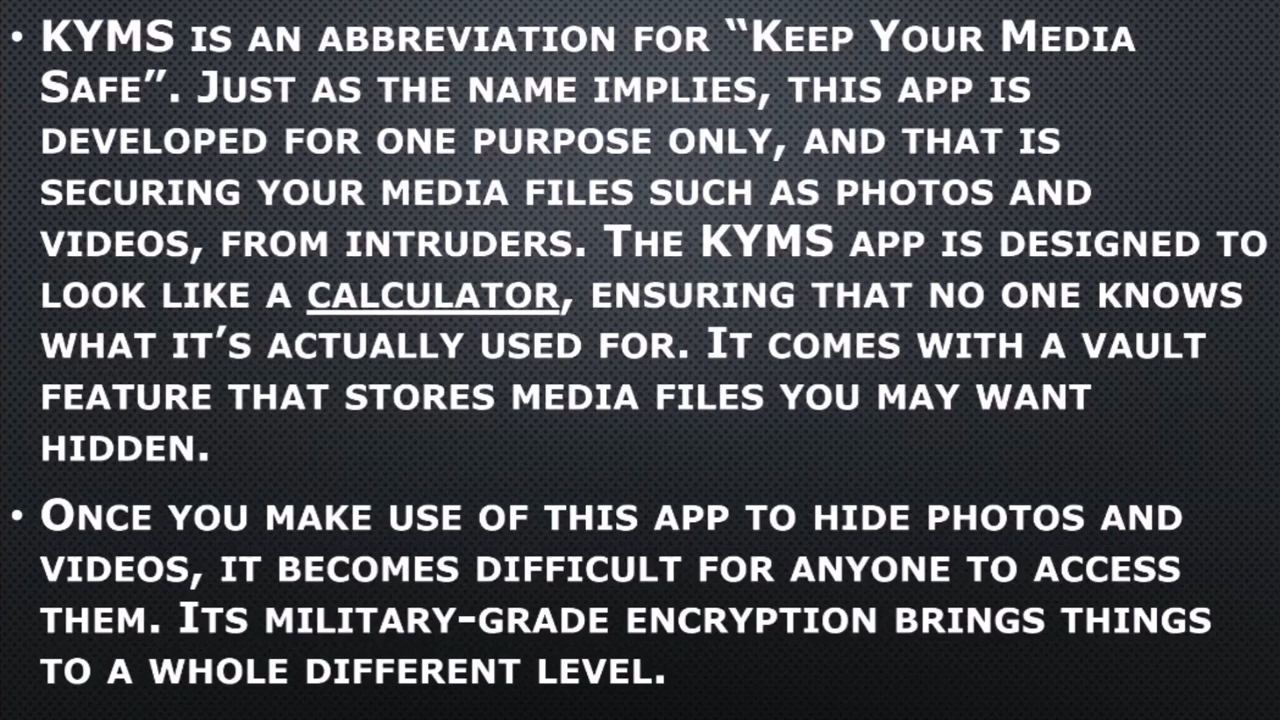 • KYMS IS AN ABBREVIATION FOR “KEEP YOUR MEDIA
SAFE”. JUST AS THE NAME IMPLIES, THIS APP IS
DEVELOPED FOR ONE PURPOSE ONLY, AND THAT IS
SECURING YOUR MEDIA FILES SUCH AS PHOTOS AND
VIDEOS, FROM INTRUDERS. THE KYMS APP IS DESIGNED TO
LOOK LIKE A CALCULATOR, ENSURING THAT NO ONE KNOWS
WHAT IT’S ACTUALLY USED FOR. IT COMES WITH A VAULT
FEATURE THAT STORES MEDIA FILES YOU MAY WANT
HIDDEN.
• ONCE YOU MAKE USE OF THIS APP TO HIDE PHOTOS AND
VIDEOS, IT BECOMES DIFFICULT FOR ANYONE TO ACCESS
THEM. ITS MILITARY-GRADE ENCRYPTION BRINGS THINGS
TO A WHOLE DIFFERENT LEVEL.